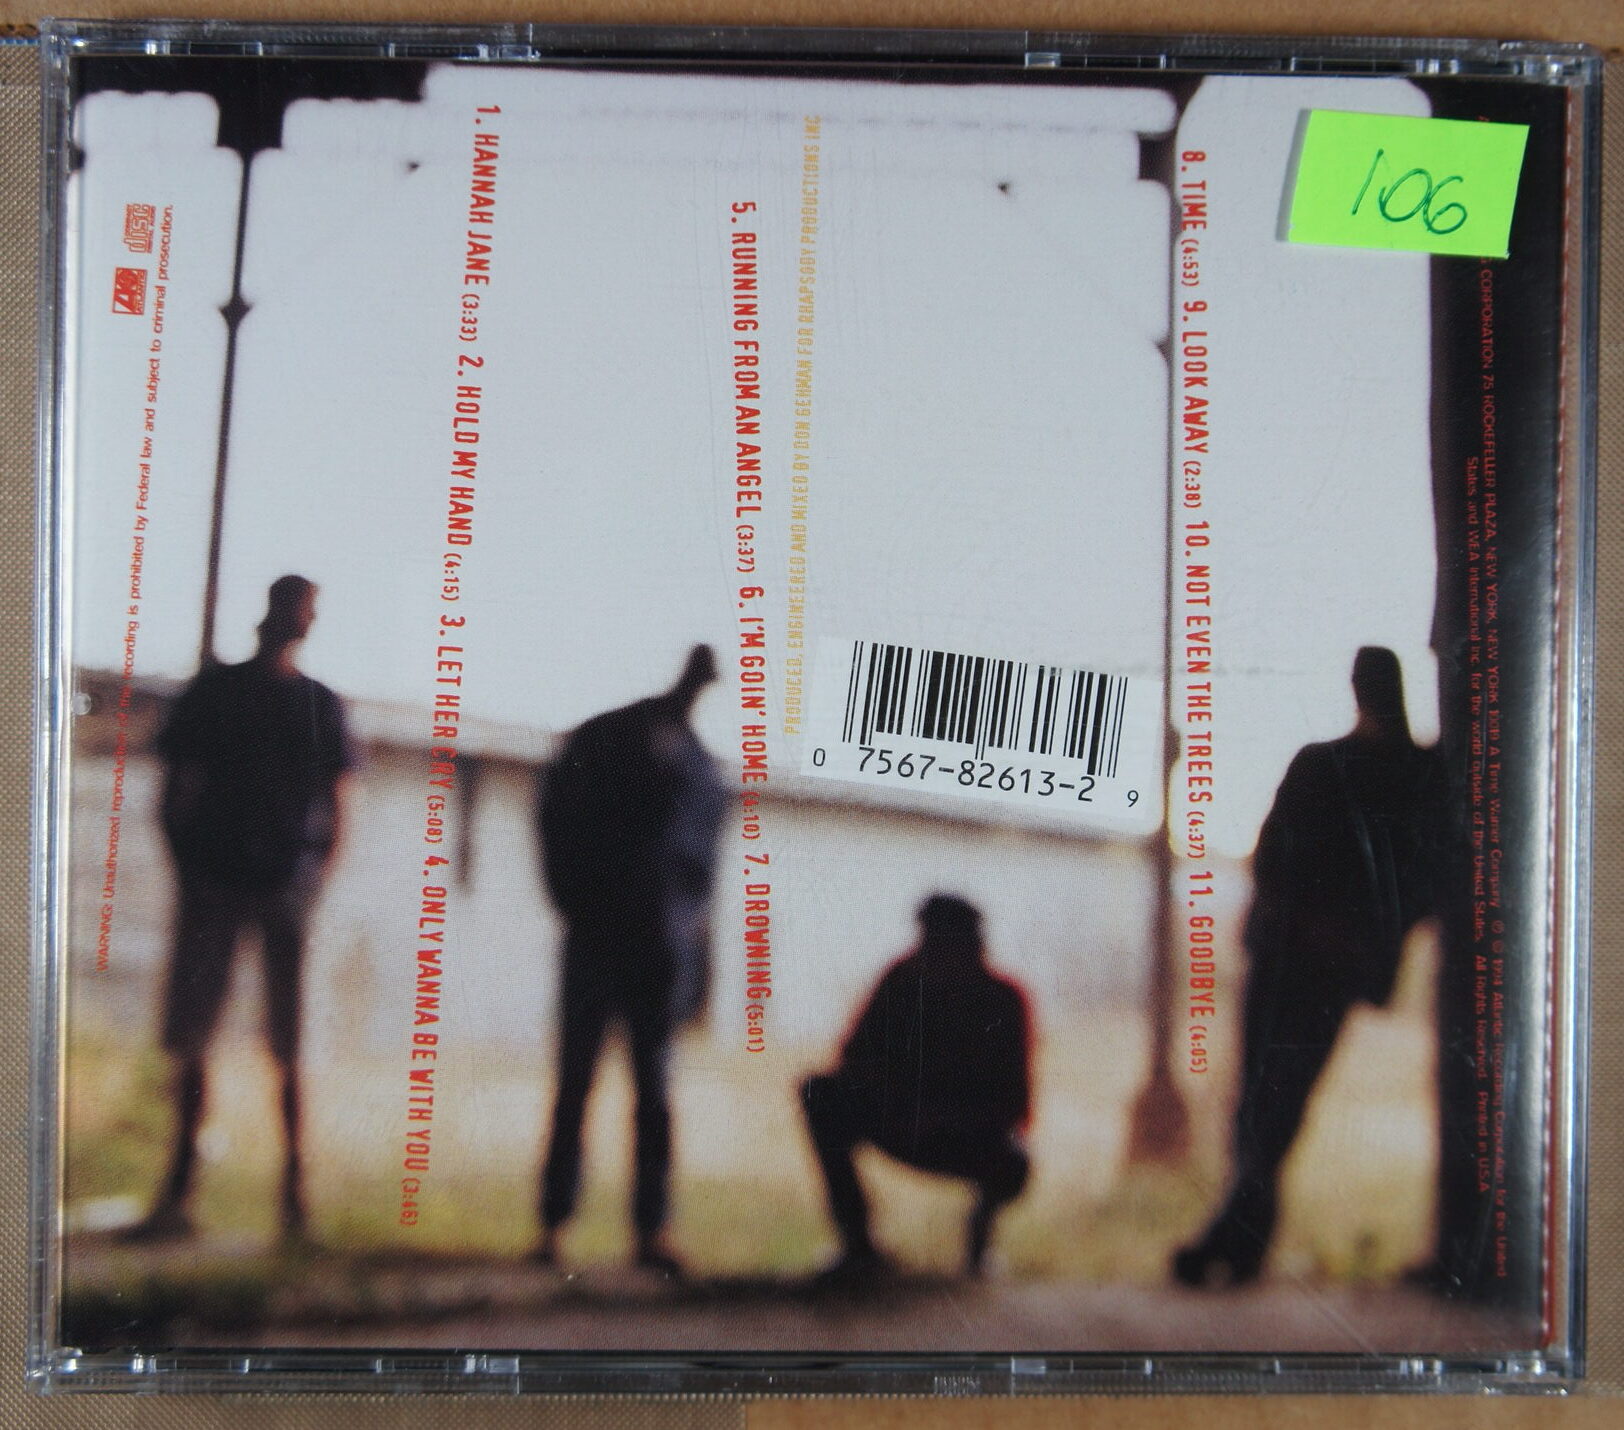 1. HANNAH JANE (3:33) 2. HOLD MY HAND (4:15) 3. LET HER CRY (5:08) 4. ONLY WANNA BE WITH YOU (3:46)
5. RUNNING FROM AN ANGEL (3:37) 6. I'M GOIN' HOME (4:10) 7. DROWNING (5:01)
PRODUCED, ENGINEERED AND MIXED BY DON GEHMAN FOR RHAPSODY PRODUCTIONS INC
8. TIME (4:53) 9. LOOK AWAY (2:38) 10. NOT EVEN THE TREES (4:37) 11. GOODBYE (4:05)
106
0 7567-82613-2 9
CORPORATION 75 ROCKEFELLER PLAZA, NEW YORK, NEW YORK 10019 A Time Warner Company ℗ © 1994 Atlantic Recording Corporation for the United
States and WEA International Inc. for the world outside of the United States. All Rights Reserved. Printed in U.S.A.
disc
ATLANTIC
WARNING: Unauthorized reproduction of this recording is prohibited by Federal law and subject to criminal prosecution.